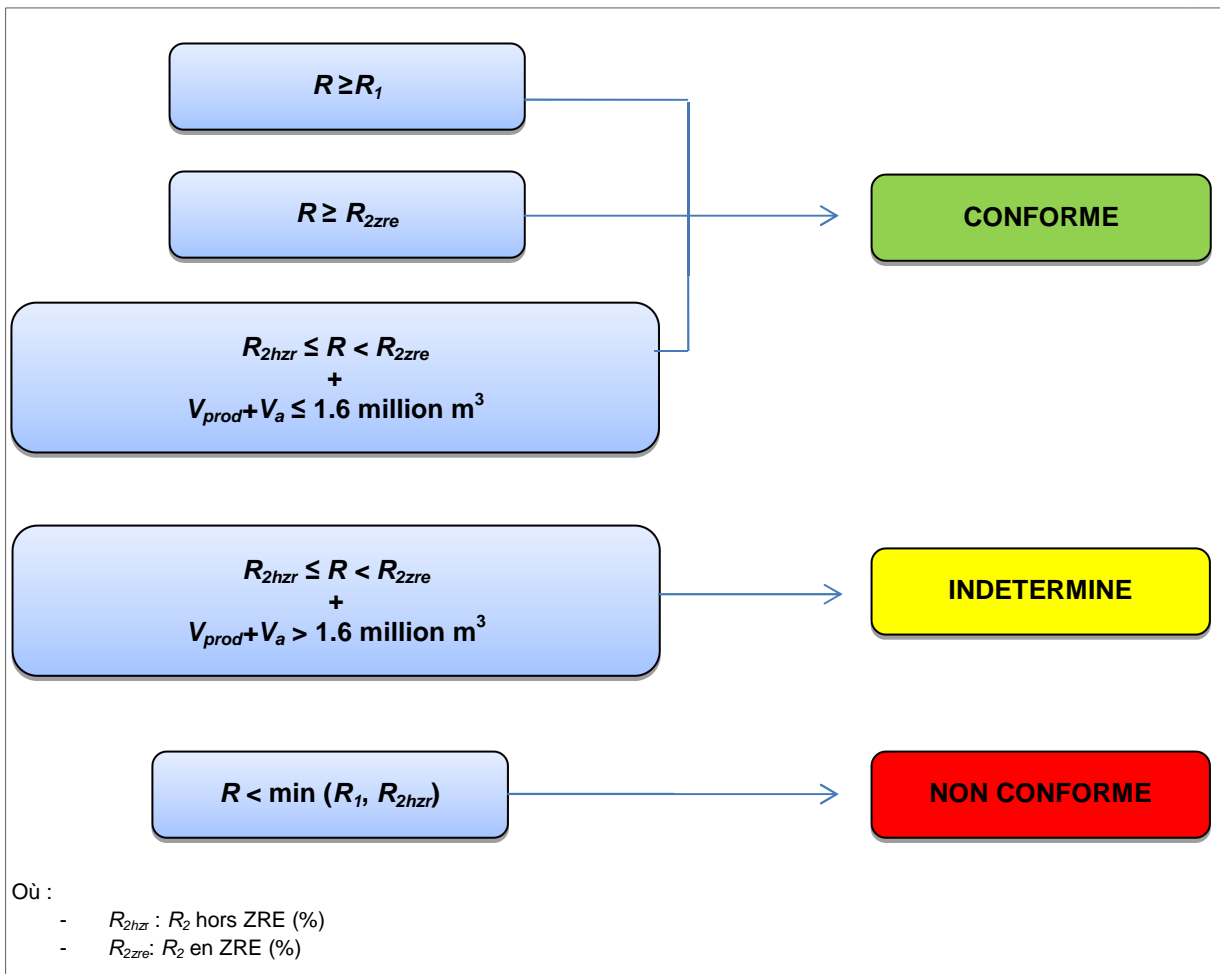 R ≥R1
R ≥ R2zre
CONFORME
R2hzr ≤ R < R2zre
+
Vprod+Va ≤ 1.6 million m³
R2hzr ≤ R < R2zre
+
Vprod+Va > 1.6 million m³
INDETERMINE
R < min (R1, R2hzr)
NON CONFORME
Où :
- R2hzr : R2 hors ZRE (%)
- R2zre: R2 en ZRE (%)